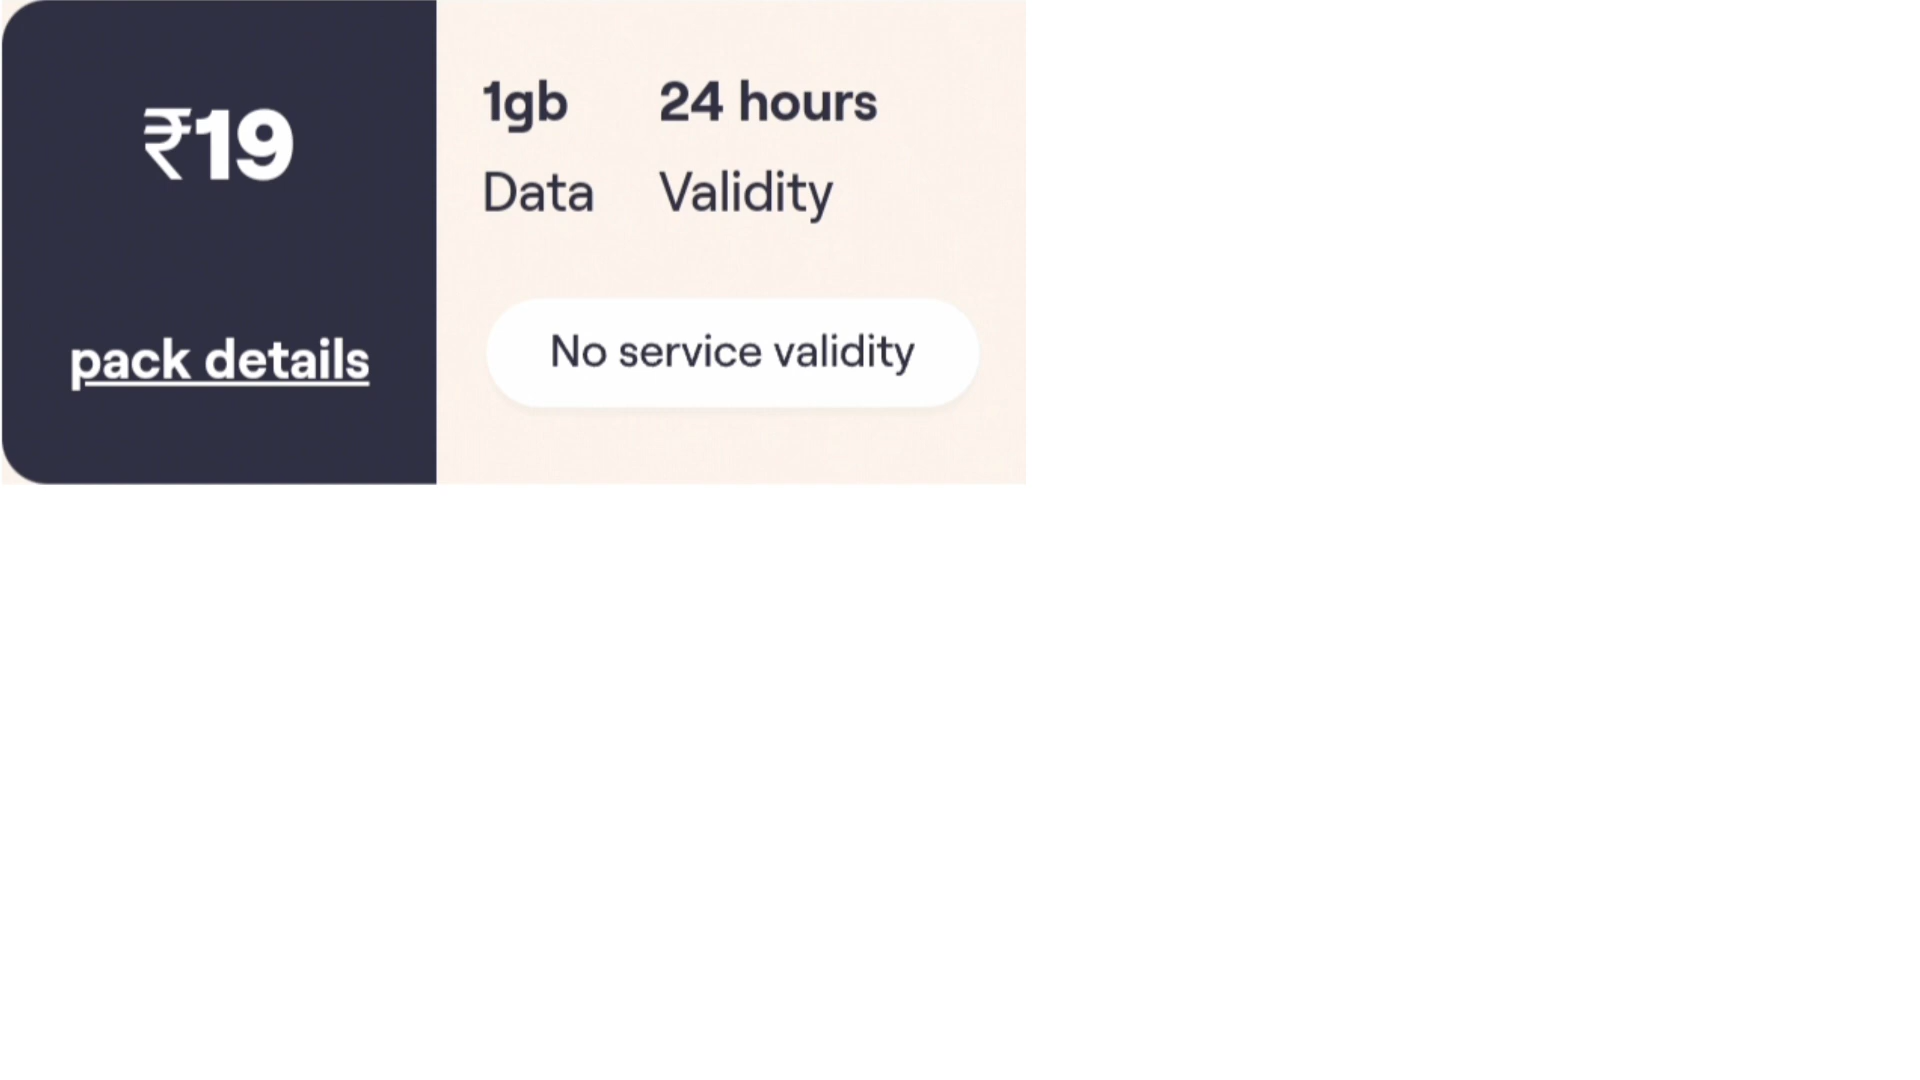 ₹19
pack details
1gb 24 hours
Data Validity
No service validity